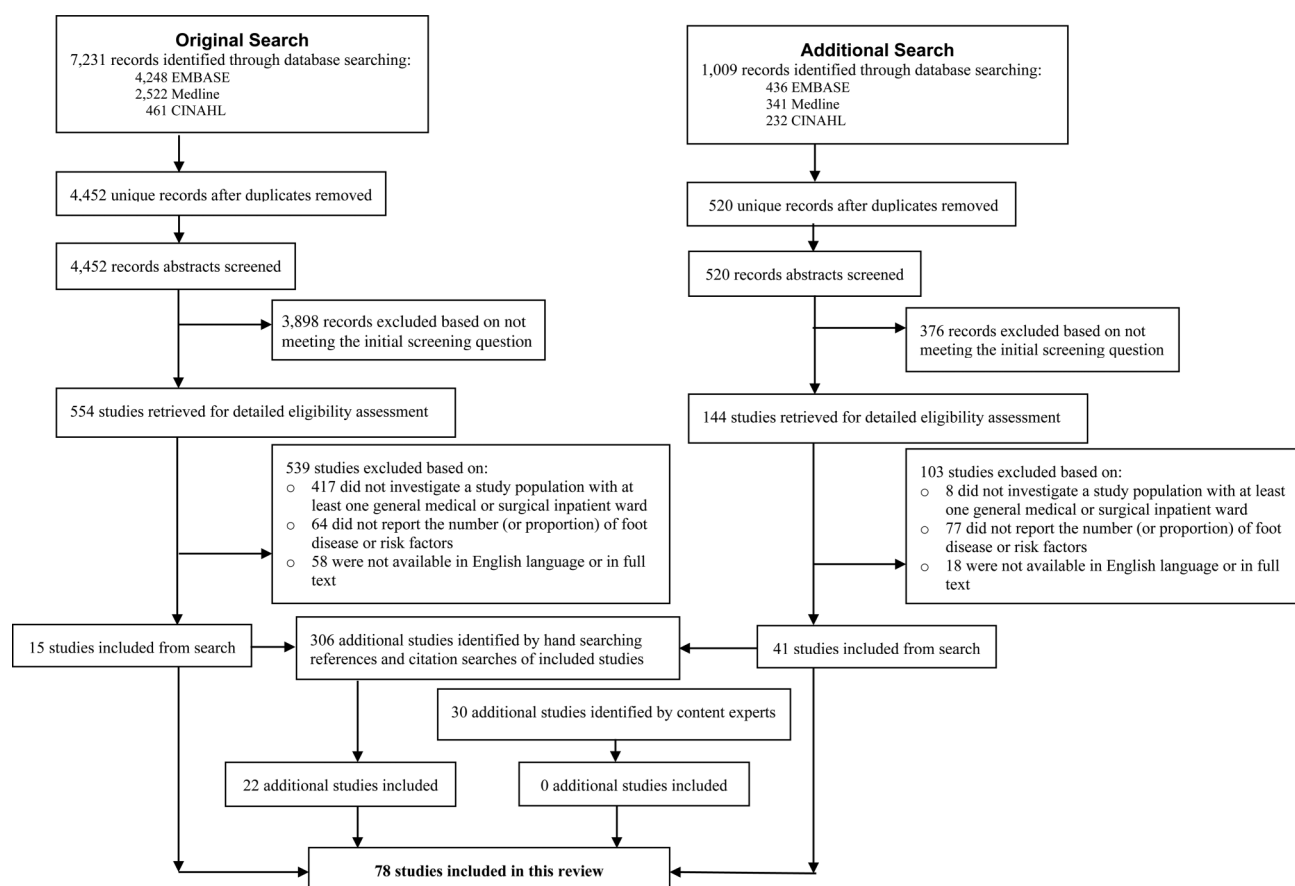 Original Search
7,231 records identified through database searching:
4,248 EMBASE
2,522 Medline
461 CINAHL
4,452 unique records after duplicates removed
4,452 records abstracts screened
3,898 records excluded based on not
meeting the initial screening question
554 studies retrieved for detailed eligibility assessment
539 studies excluded based on:
○ 417 did not investigate a study population with at
least one general medical or surgical inpatient ward
○ 64 did not report the number (or proportion) of foot
disease or risk factors
○ 58 were not available in English language or in full
text
15 studies included from search
Additional Search
1,009 records identified through database searching:
436 EMBASE
341 Medline
232 CINAHL
520 unique records after duplicates removed
520 records abstracts screened
376 records excluded based on not
meeting the initial screening question
144 studies retrieved for detailed eligibility assessment
103 studies excluded based on:
○ 8 did not investigate a study population with at least
one general medical or surgical inpatient ward
○ 77 did not report the number (or proportion) of foot
disease or risk factors
○ 18 were not available in English language or in full
text
41 studies included from search
306 additional studies identified by hand searching
references and citation searches of included studies
30 additional studies identified by content experts
22 additional studies included
0 additional studies included
78 studies included in this review